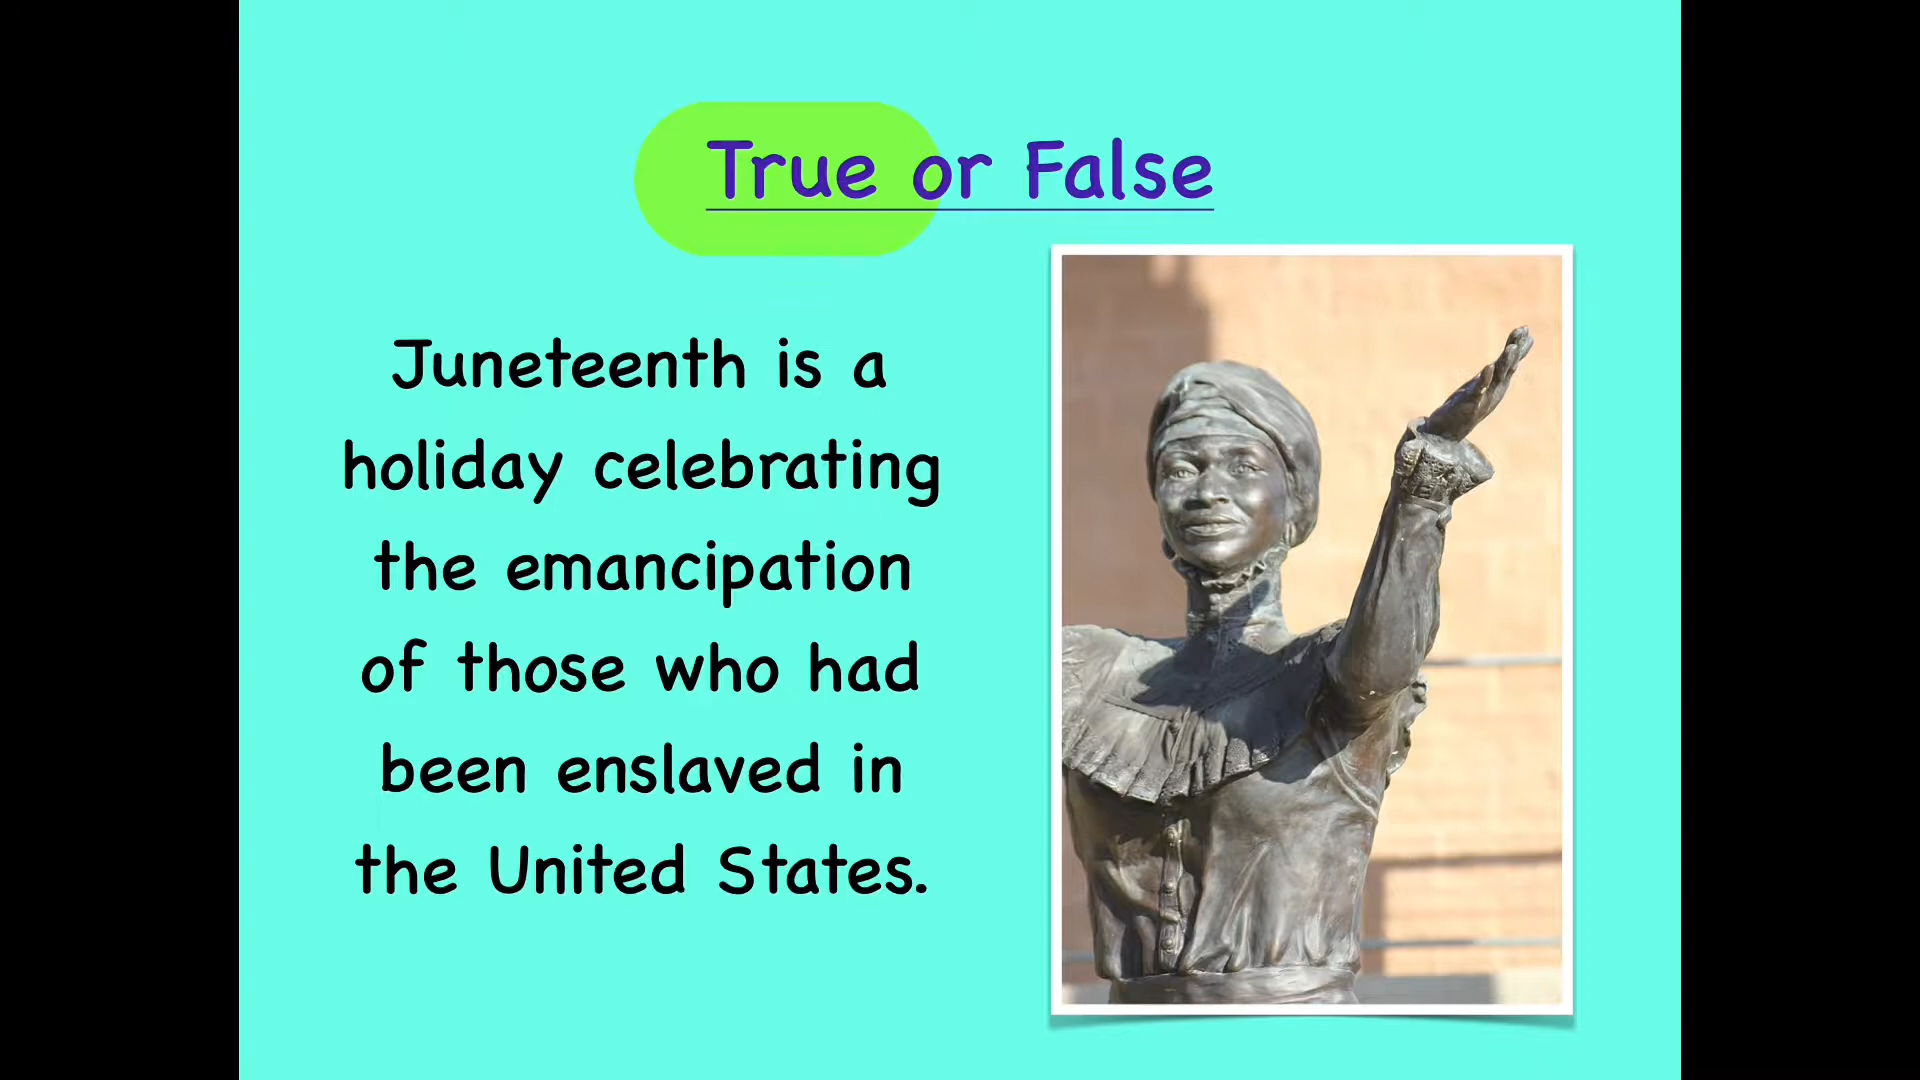 True or False
Juneteenth is a
holiday celebrating
the emancipation
of those who had
been enslaved in
the United States.